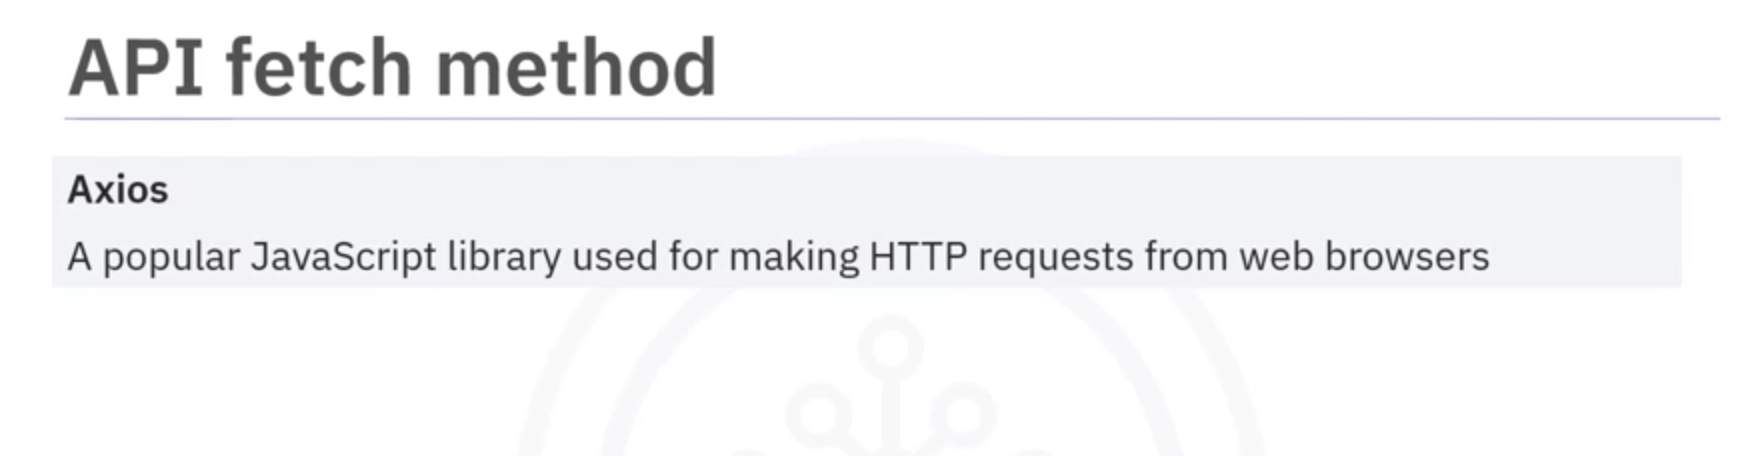 API fetch method
Axios
A popular JavaScript library used for making HTTP requests from web browsers